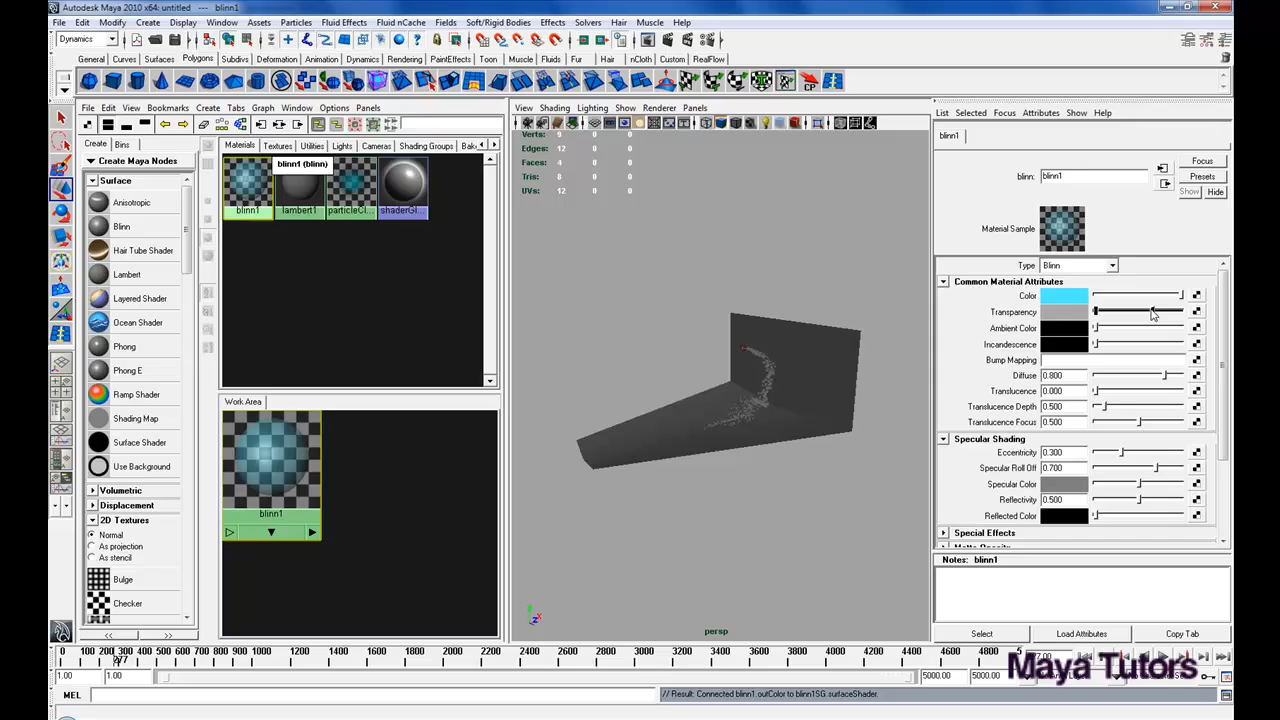 Autodesk Maya 2010 x64: untitled --- blinn1
File Edit Modify Create Display Window Assets Particles Fluid Effects Fluid nCache Fields Soft/Rigid Bodies Effects Solvers Hair Muscle Help
Dynamics
General Curves Surfaces Polygons Subdivs Deformation Animation Dynamics Rendering PaintEffects Toon Muscle Fluids Fur Hair nCloth Custom RealFlow
CP
File Edit View Bookmarks Create Tabs Graph Window Options Panels
Create Bins
Create Maya Nodes
Surface
Anisotropic
Blinn
Hair Tube Shader
Lambert
Layered Shader
Ocean Shader
Phong
Phong E
Ramp Shader
Shading Map
Surface Shader
Use Background
Volumetric
Displacement
2D Textures
Normal
As projection
As stencil
Bulge
Checker
<< >>
Materials Textures Utilities Lights Cameras Shading Groups Bake
blinn1 (blinn)
blinn1 lambert1 particleCl... shaderGl...
Work Area
blinn1
View Shading Lighting Show Renderer Panels
Verts: 9 0 0
Edges: 12 0 0
Faces: 4 0 0
Tris: 8 0 0
UVs: 12 0 0
persp
List Selected Focus Attributes Show Help
blinn1
Focus
blinn: blinn1
Presets
Show Hide
Material Sample
Type Blinn
Common Material Attributes
Color
Transparency
Ambient Color
Incandescence
Bump Mapping
Diffuse 0.800
Translucence 0.000
Translucence Depth 0.500
Translucence Focus 0.500
Specular Shading
Eccentricity 0.300
Specular Roll Off 0.700
Specular Color
Reflectivity 0.500
Reflected Color
Special Effects
Matte Opacity
Notes: blinn1
Select Load Attributes Copy Tab
0 100 200 300 400 500 600 700 800 900 1000 1200 1400 1600 1800 2000 2200 2400 2600 2800 3000 3200 3400 3600 3800 4000 4200 4400 4600 4800
277
1.00 1.00 5000.00 5000.00
Maya Tutors
MEL // Result: Connected blinn1.outColor to blinn1SG.surfaceShader.